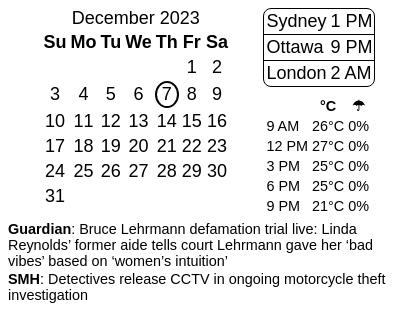 December 2023
Su Mo Tu We Th Fr Sa
1 2
3 4 5 6 7 8 9
10 11 12 13 14 15 16
17 18 19 20 21 22 23
24 25 26 27 28 29 30
31
Sydney 1 PM
Ottawa 9 PM
London 2 AM
°C ☂
9 AM 26°C 0%
12 PM 27°C 0%
3 PM 25°C 0%
6 PM 25°C 0%
9 PM 21°C 0%
Guardian: Bruce Lehrmann defamation trial live: Linda
Reynolds’ former aide tells court Lehrmann gave her ‘bad
vibes’ based on ‘women’s intuition’
SMH: Detectives release CCTV in ongoing motorcycle theft
investigation